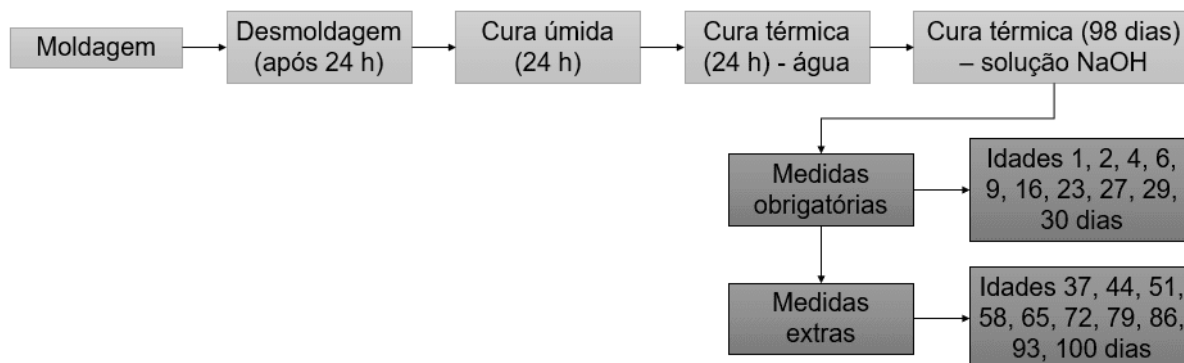 Moldagem
Desmoldagem
(após 24 h)
Cura úmida
(24 h)
Cura térmica
(24 h) - água
Cura térmica (98 dias)
– solução NaOH
Medidas
obrigatórias
Idades 1, 2, 4, 6,
9, 16, 23, 27, 29,
30 dias
Medidas
extras
Idades 37, 44, 51,
58, 65, 72, 79, 86,
93, 100 dias